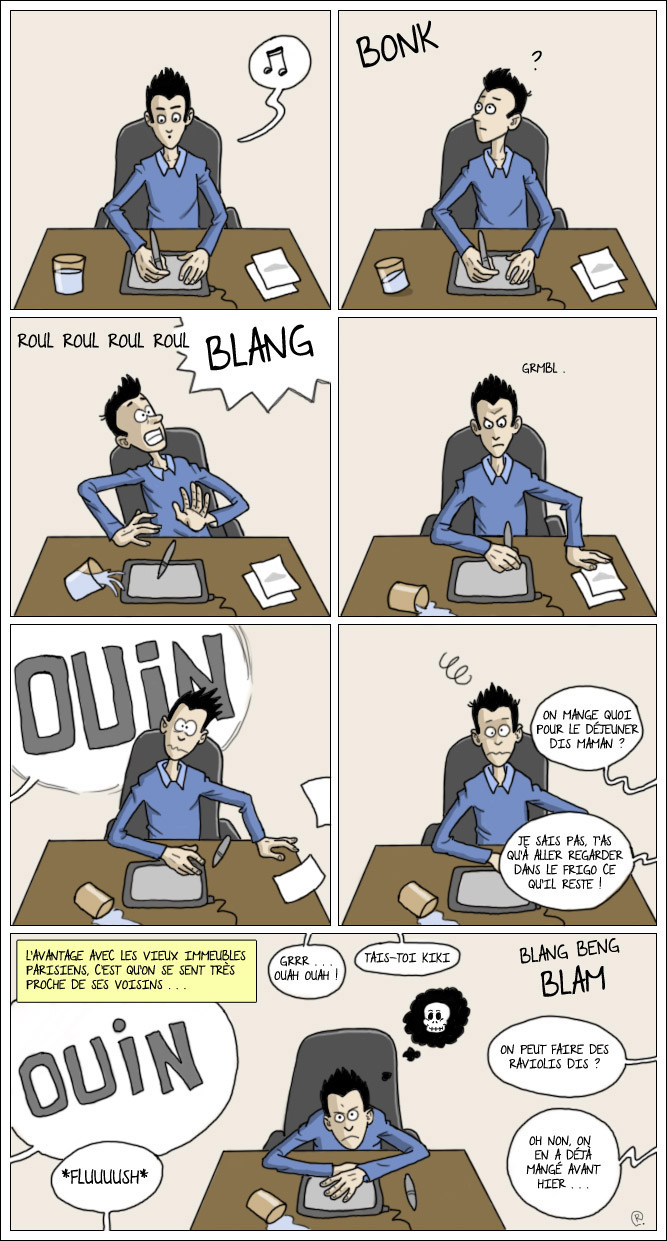 BONK
?
ROUL ROUL ROUL ROUL
BLANG
GRMBL .
OUiN
ON MANGE QUOI
POUR LE DÉJEUNER
DIS MAMAN ?
JE SAIS PAS, T'AS
QU'À ALLER REGARDER
DANS LE FRIGO CE
QU'IL RESTE !
L'AVANTAGE AVEC LES VIEUX IMMEUBLES
PARISIENS, C'EST QU'ON SE SENT TRÈS
PROCHE DE SES VOISINS . . .
GRRR . . .
OUAH OUAH !
TAIS-TOI KIKI
BLANG BENG
BLAM
OUiN
ON PEUT FAIRE DES
RAVIOLIS DIS ?
*FLUUUUSH*
OH NON, ON
EN A DÉJÀ
MANGÉ AVANT
HIER . . .